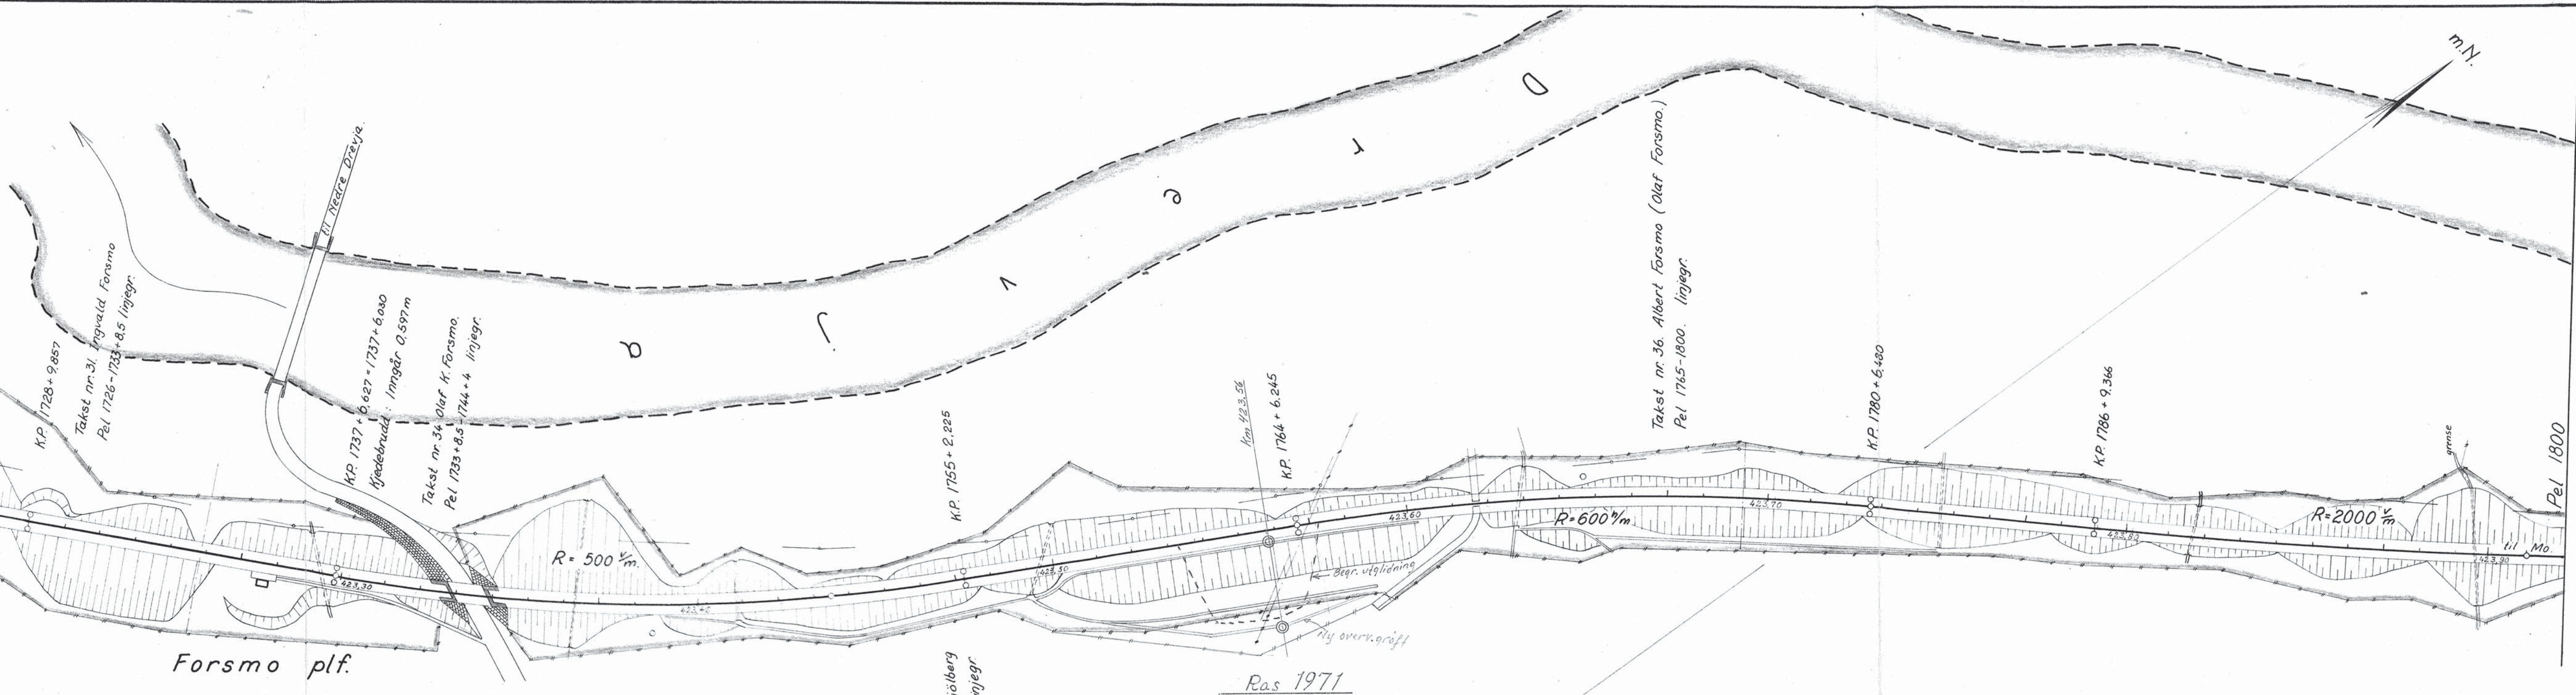 m.N.
D r e v j a
til Nedre Drevja.
K.P. 1728 + 9.857
Takst nr. 31. Ingvald Forsmo
Pel 1726-1733+8.5 linjegr.
K.P. 1737 + 6.627 = 1737 + 6.030
Kjedebrudd: Inngår 0.597m
Takst nr. 34 Olaf K. Forsmo.
Pel 1733+8.5-1744+4 linjegr.
K.P. 1755 + 2.225
Km 423,56
K.P. 1764 + 6.245
Takst nr. 36. Albert Forsmo (Olaf Forsmo.)
Pel 1765-1800. linjegr.
K.P. 1780 + 6.480
K.P. 1786 + 9.366
grense
Pel 1800
R = 500 v/m.
R = 600 h/m
R = 2000 v/m
423,30
423,40
423,50
423,60
423,70
423,80
423,90
til Mo.
Begr. utglidning
Ny overv.grøft
Forsmo plf.
Ras 1971